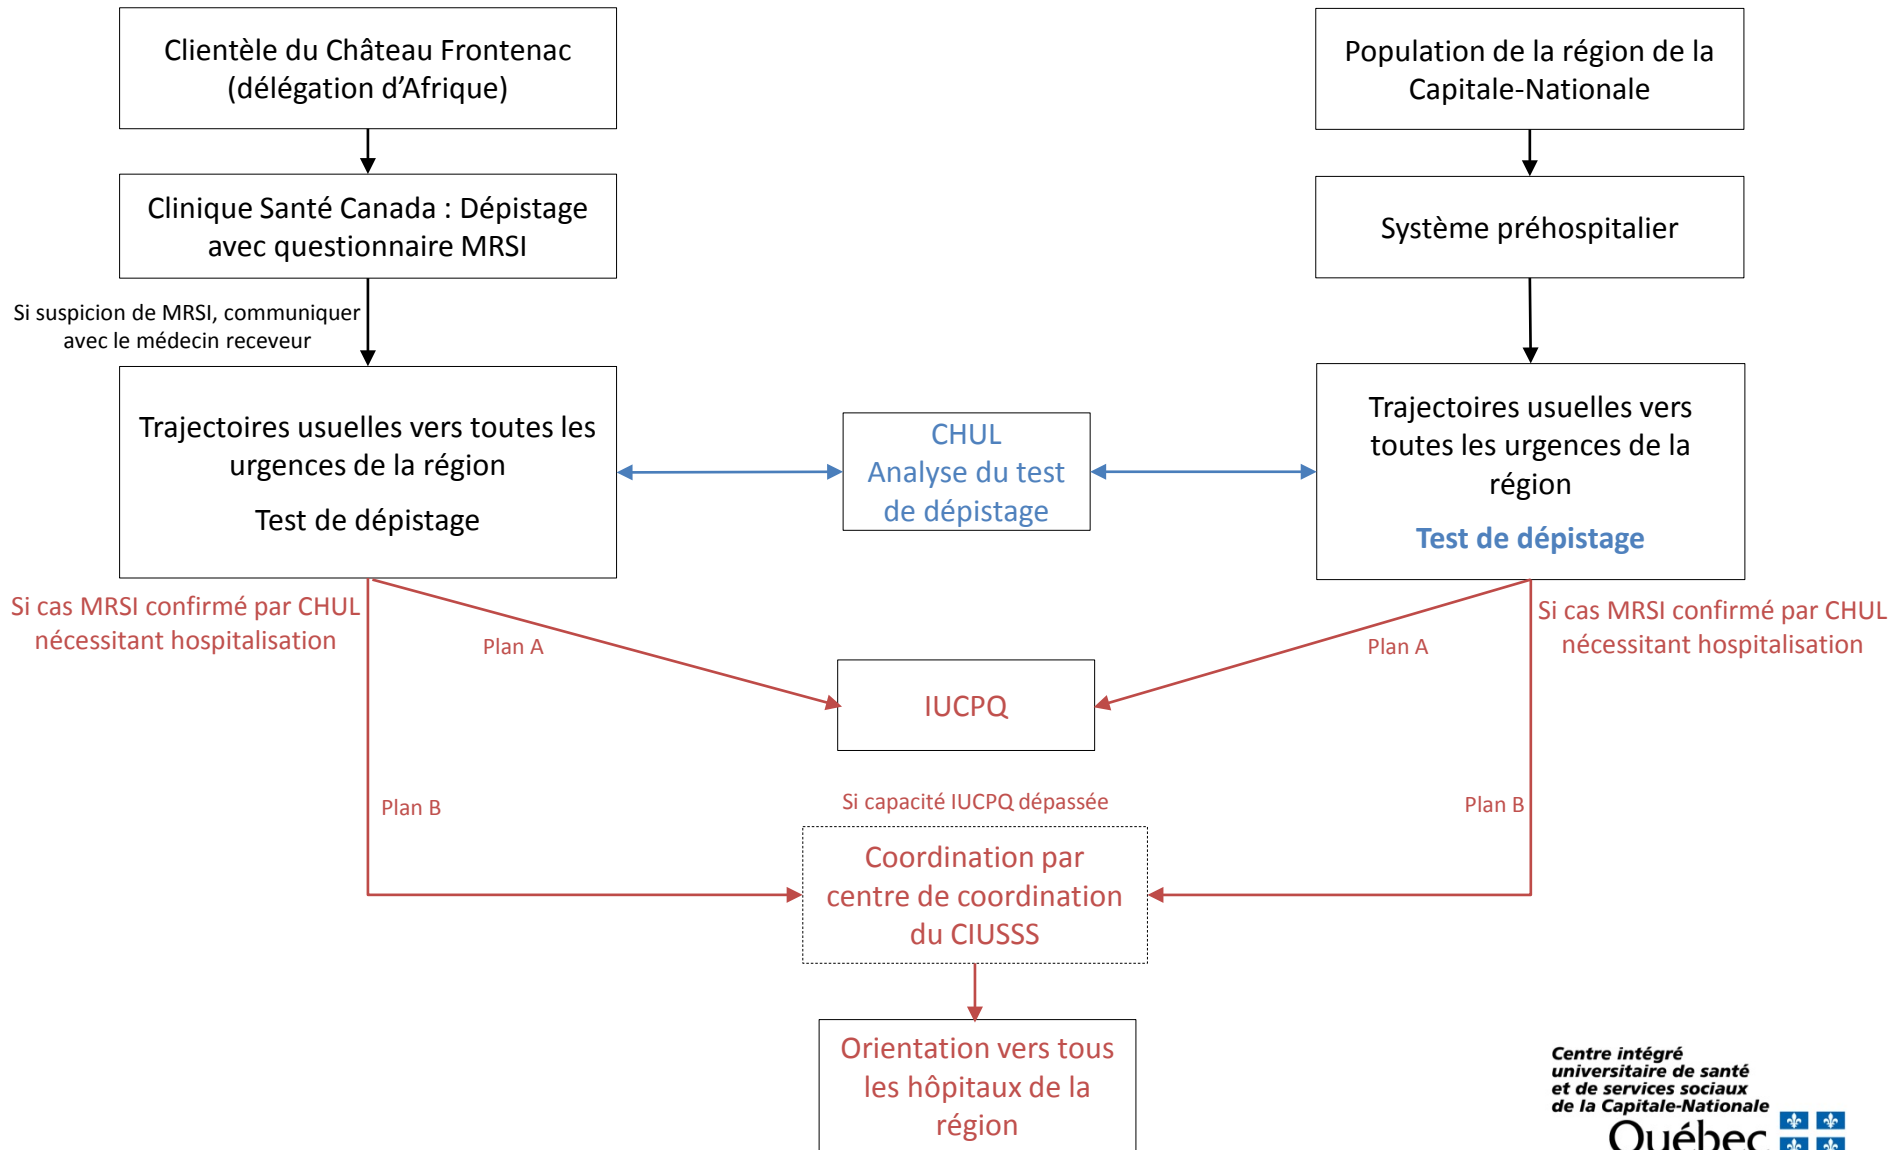 Clientèle du Château Frontenac
(délégation d’Afrique)
Population de la région de la
Capitale-Nationale
Clinique Santé Canada : Dépistage
avec questionnaire MRSI
Système préhospitalier
Si suspicion de MRSI, communiquer
avec le médecin receveur
Trajectoires usuelles vers toutes les
urgences de la région
Test de dépistage
CHUL
Analyse du test
de dépistage
Trajectoires usuelles vers
toutes les urgences de la
région
Test de dépistage
Si cas MRSI confirmé par CHUL
nécessitant hospitalisation
Si cas MRSI confirmé par CHUL
nécessitant hospitalisation
Plan A
Plan A
IUCPQ
Plan B
Si capacité IUCPQ dépassée
Plan B
Coordination par
centre de coordination
du CIUSSS
Orientation vers tous
les hôpitaux de la
région
Centre intégré
universitaire de santé
et de services sociaux
de la Capitale-Nationale
Québec